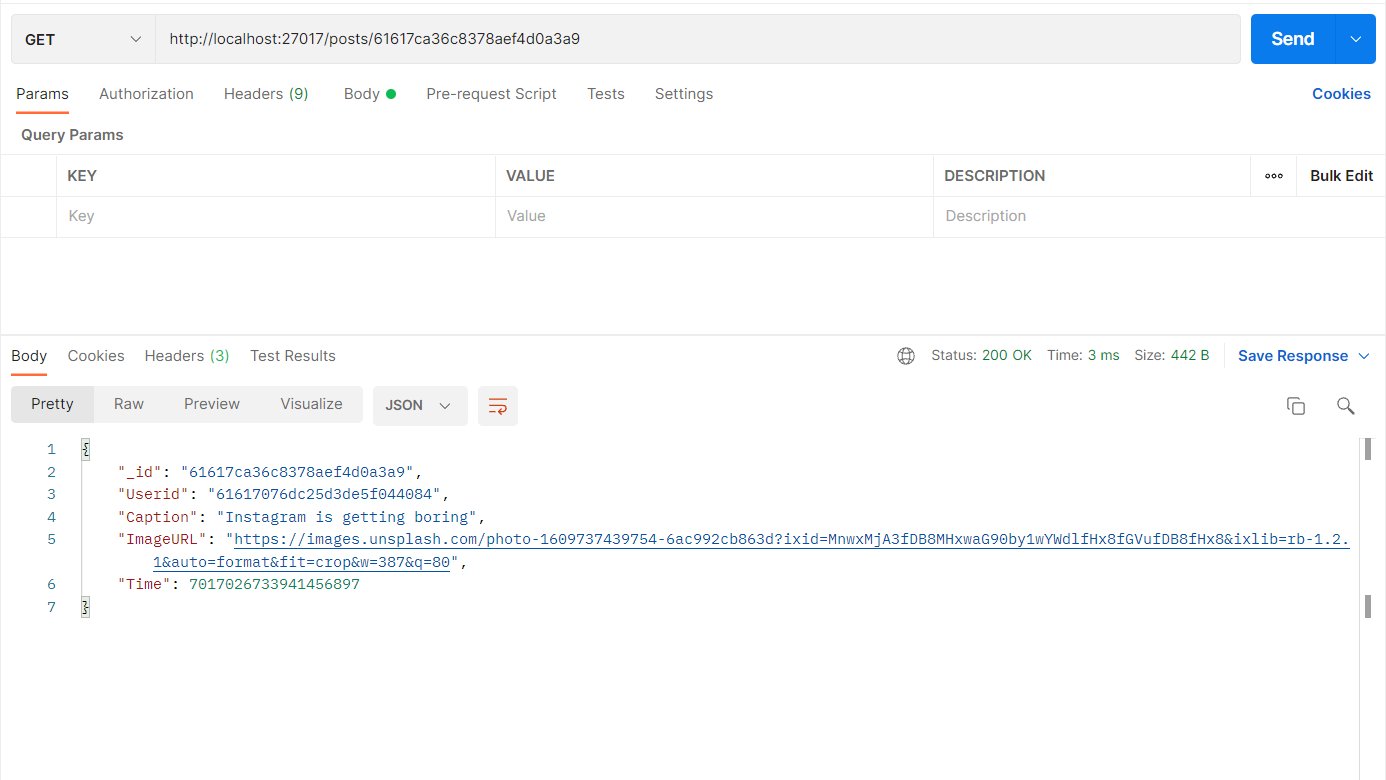 GET
http://localhost:27017/posts/61617ca36c8378aef4d0a3a9
Send
Params Authorization Headers (9) Body Pre-request Script Tests Settings Cookies
Query Params
KEY VALUE DESCRIPTION Bulk Edit
Key Value Description
Body Cookies Headers (3) Test Results Status: 200 OK Time: 3 ms Size: 442 B Save Response
Pretty Raw Preview Visualize JSON
1 {
2 "_id": "61617ca36c8378aef4d0a3a9",
3 "Userid": "61617076dc25d3de5f044084",
4 "Caption": "Instagram is getting boring",
5 "ImageURL": "https://images.unsplash.com/photo-1609737439754-6ac992cb863d?ixid=MnwxMjA3fDB8MHxwaG90by1wYWdlfHx8fGVufDB8fHx8&ixlib=rb-1.2.
1&auto=format&fit=crop&w=387&q=80",
6 "Time": 7017026733941456897
7 }